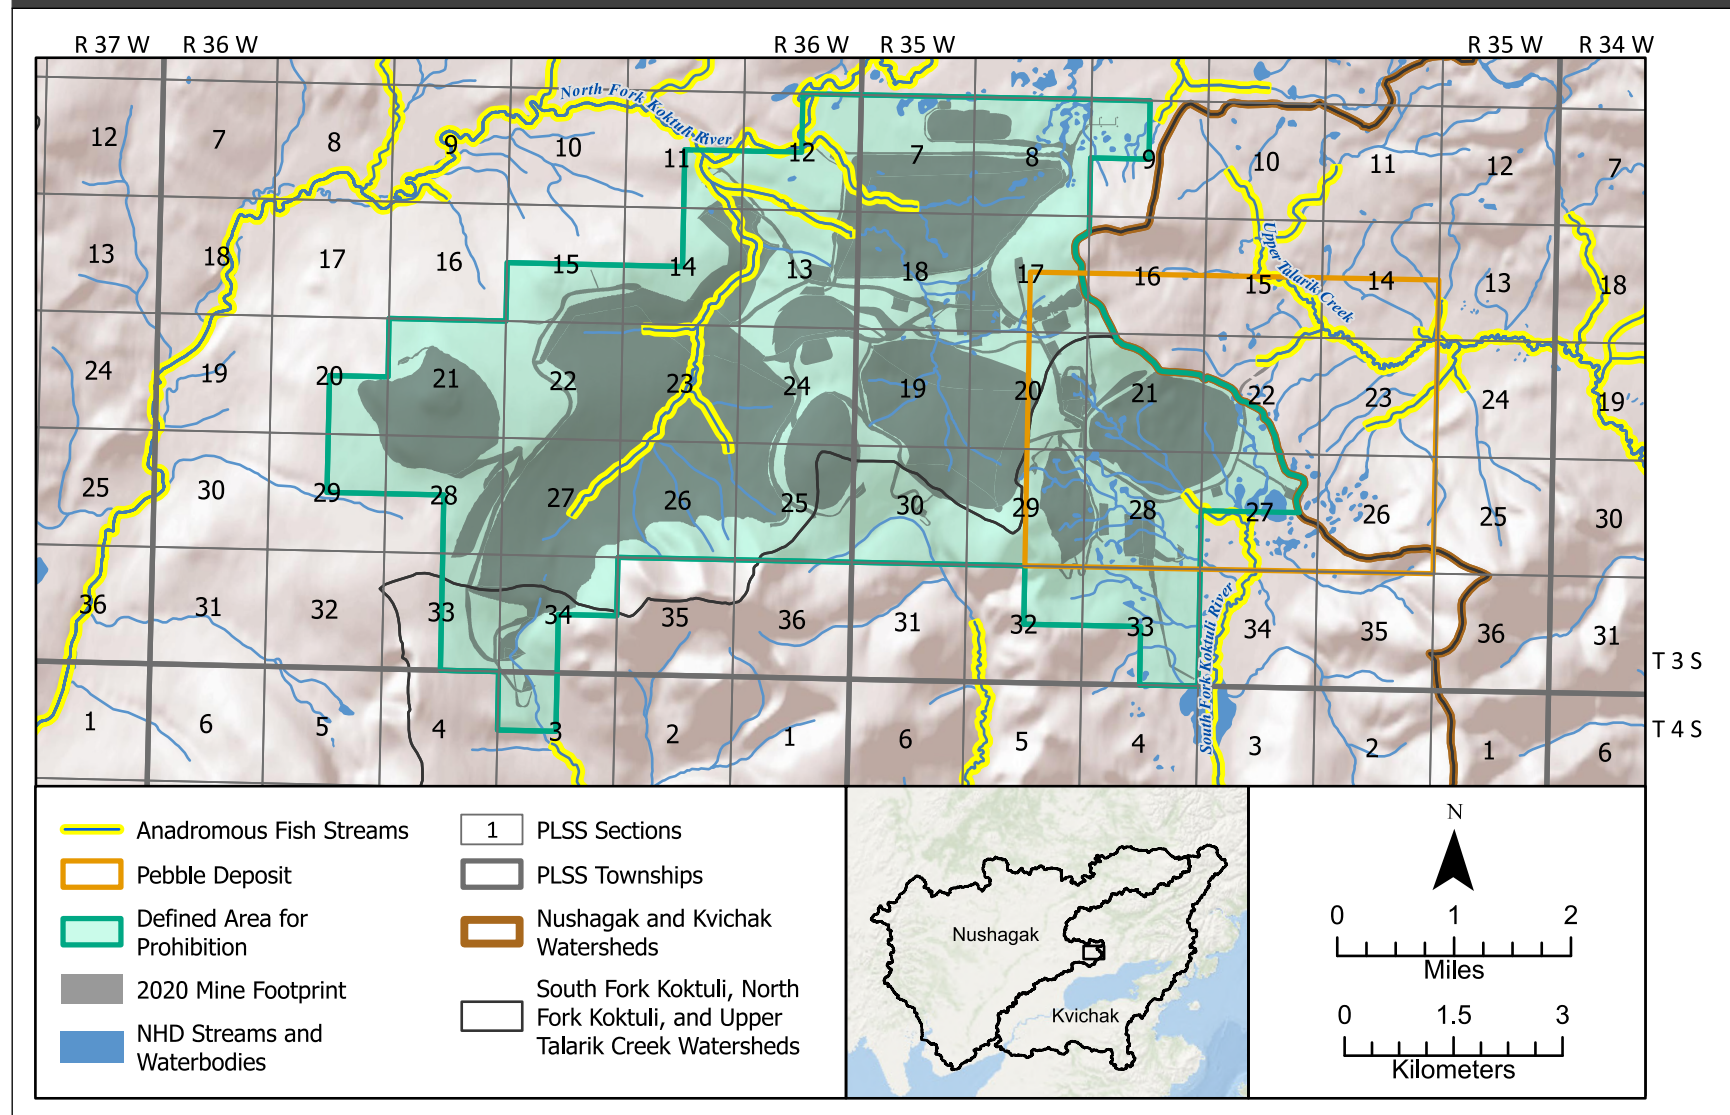 R 37 W R 36 W R 36 W R 35 W R 35 W R 34 W
North Fork Koktuli River
12 7 8 9 10 11 12 7 8 9 10 11 12 7
13 18 17 16 15 14 13 18 17 16 15 14 13 18
Upper Talarik Creek
24 19 20 21 22 23 24 19 20 21 22 23 24 19
25 30 29 28 27 26 25 30 29 28 27 26 25 30
36 31 32 33 34 35 36 31 32 33 34 35 36 31
South Fork Koktuli River
T 3 S
1 6 5 4 3 2 1 6 5 4 3 2 1 6
T 4 S
Anadromous Fish Streams
Pebble Deposit
Defined Area for
Prohibition
2020 Mine Footprint
NHD Streams and
Waterbodies
1 PLSS Sections
PLSS Townships
Nushagak and Kvichak
Watersheds
South Fork Koktuli, North
Fork Koktuli, and Upper
Talarik Creek Watersheds
Nushagak
Kvichak
N
0 1 2
Miles
0 1.5 3
Kilometers